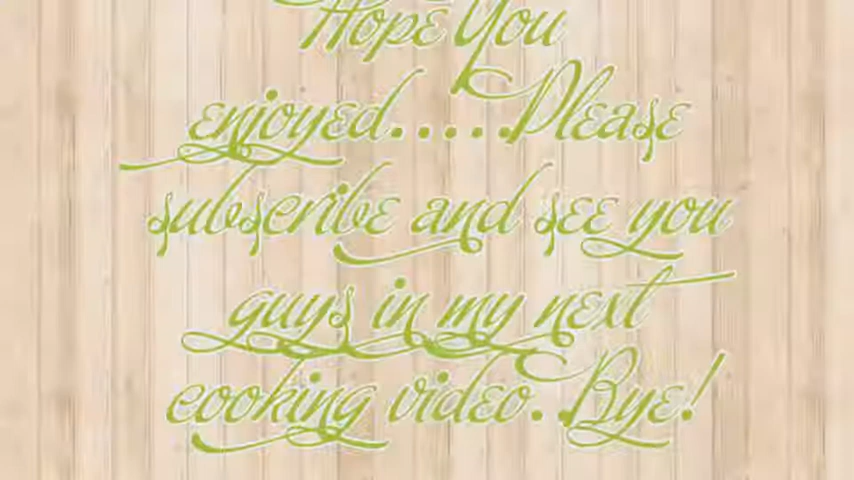 Hope You
enjoyed.....Please
subscribe and see you
guys in my next
cooking video..Bye!